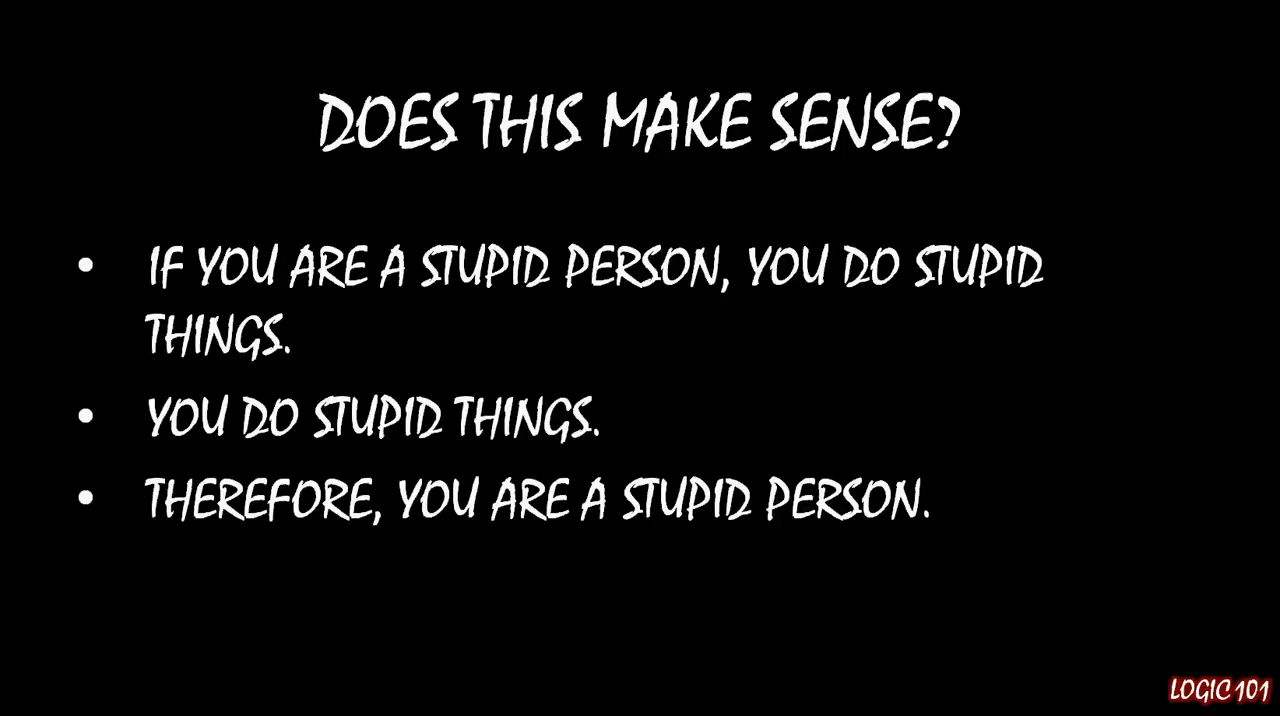 DOES THIS MAKE SENSE?
• IF YOU ARE A STUPID PERSON, YOU DO STUPID
THINGS.
• YOU DO STUPID THINGS.
• THEREFORE, YOU ARE A STUPID PERSON.
LOGIC 101